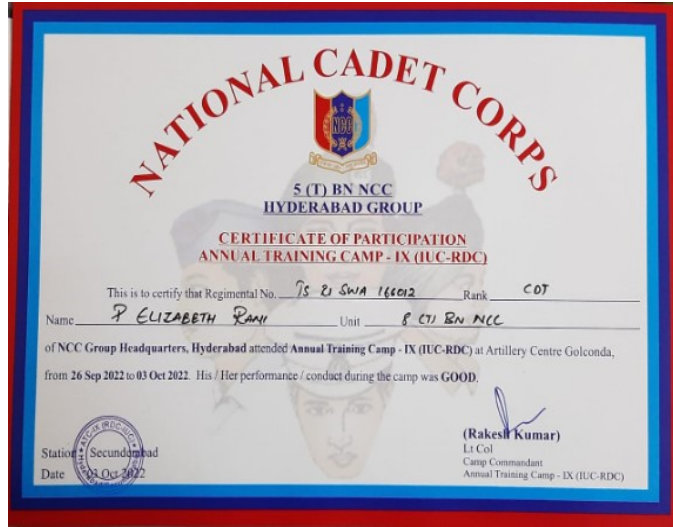 NATIONAL CADET CORPS
NCC
5 (T) BN NCC
HYDERABAD GROUP
CERTIFICATE OF PARTICIPATION
ANNUAL TRAINING CAMP - IX (IUC-RDC)
This is to certify that Regimental No. TS 21 SWA 166012 Rank CDT
Name P ELIZABETH RANI Unit 8 (T) BN NCC
of NCC Group Headquarters, Hyderabad attended Annual Training Camp - IX (IUC-RDC) at Artillery Centre Golconda,
from 26 Sep 2022 to 03 Oct 2022. His / Her performance / conduct during the camp was GOOD.
(Rakesh Kumar)
Lt Col
Camp Commandant
Annual Training Camp - IX (IUC-RDC)
Station Secunderabad
Date 03 Oct 2022